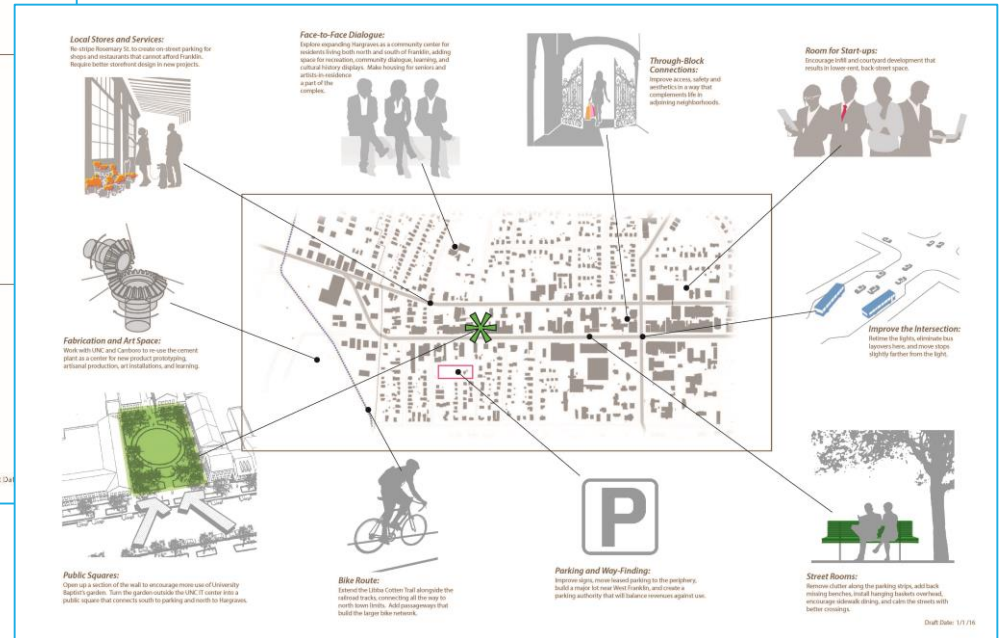 Local Stores and Services:
Re-stripe Rosemary St. to create on-street parking for
shops and restaurants that cannot afford Franklin.
Require better storefront design in new projects.
Face-to-Face Dialogue:
Explore expanding Hargraves as a community center for
residents living both north and south of Franklin, adding
space for recreation, community dialogue, learning, and
cultural history displays. Make housing for seniors and
artists-in-residence
a part of the
complex.
Through-Block
Connections:
Improve access, safety and
aesthetics in a way that
complements life in
adjoining neighborhoods.
Room for Start-ups:
Encourage infill and courtyard development that
results in lower-rent, back-street space.
Fabrication and Art Space:
Work with UNC and Carrboro to re-use the cement
plant as a center for new product prototyping,
artisanal production, art installations, and learning.
Improve the Intersection:
Retime the lights, eliminate bus
layovers here, and move stops
slightly farther from the light.
Public Squares:
Open up a section of the wall to encourage more use of University
Baptist's garden. Turn the garden outside the UNC IT center into a
public square that connects south to parking and north to Hargraves.
Bike Route:
Extend the Libba Cotten Trail alongside the
railroad tracks, connecting all the way to
north town limits. Add passageways that
build the larger bike network.
P
Parking and Way-Finding:
Improve signs, move leased parking to the periphery,
build a major lot near West Franklin, and create a
parking authority that will balance revenues against use.
Street Rooms:
Remove clutter along the parking strips, add back
missing benches, install hanging baskets overhead,
encourage sidewalk dining, and calm the streets with
better crossings.
Draft Date: 1/1/16